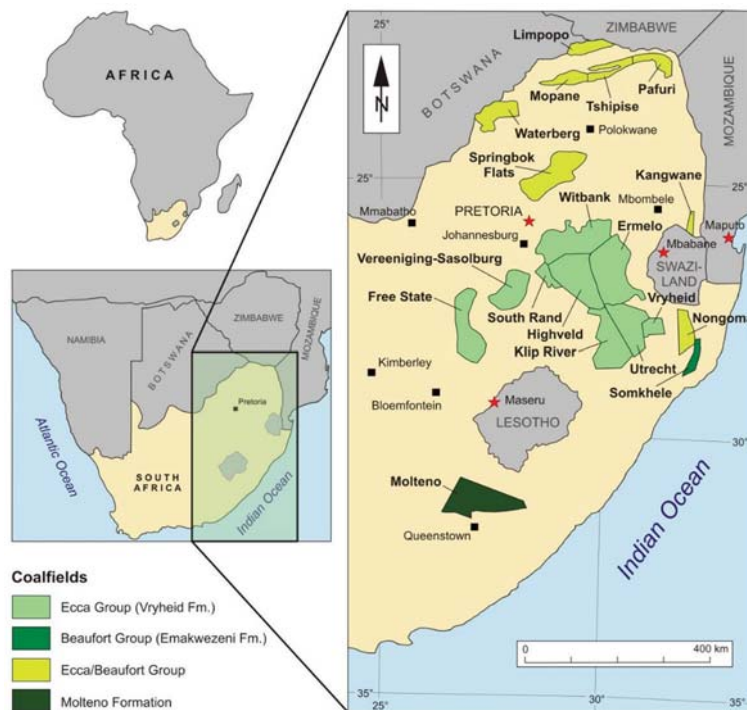 AFRICA
NAMIBIA
BOTSWANA
ZIMBABWE
MOZAMBIQUE
Pretoria
SOUTH
AFRICA
Atlantic Ocean
Indian Ocean
Coalfields
Ecca Group (Vryheid Fm.)
Beaufort Group (Emakwezeni Fm.)
Ecca/Beaufort Group
Molteno Formation
25°
30°
35°
N
BOTSWANA
ZIMBABWE
MOZAMBIQUE
Limpopo
Mopane
Tshipise
Pafuri
Waterberg
Polokwane
Springbok
Flats
25°
25°
Kangwane
Witbank
Mbombele
Mmabatho
PRETORIA
Johannesburg
Ermelo
Maputo
Mbabane
SWAZI-
LAND
Vereeniging-Sasolburg
Free State
South Rand
Highveld
Klip River
Vryheid
Nongoma
Utrecht
Somkhele
Kimberley
Bloemfontein
Maseru
LESOTHO
30°
Molteno
Queenstown
Indian Ocean
0
400 km
35°
25°
30°
35°